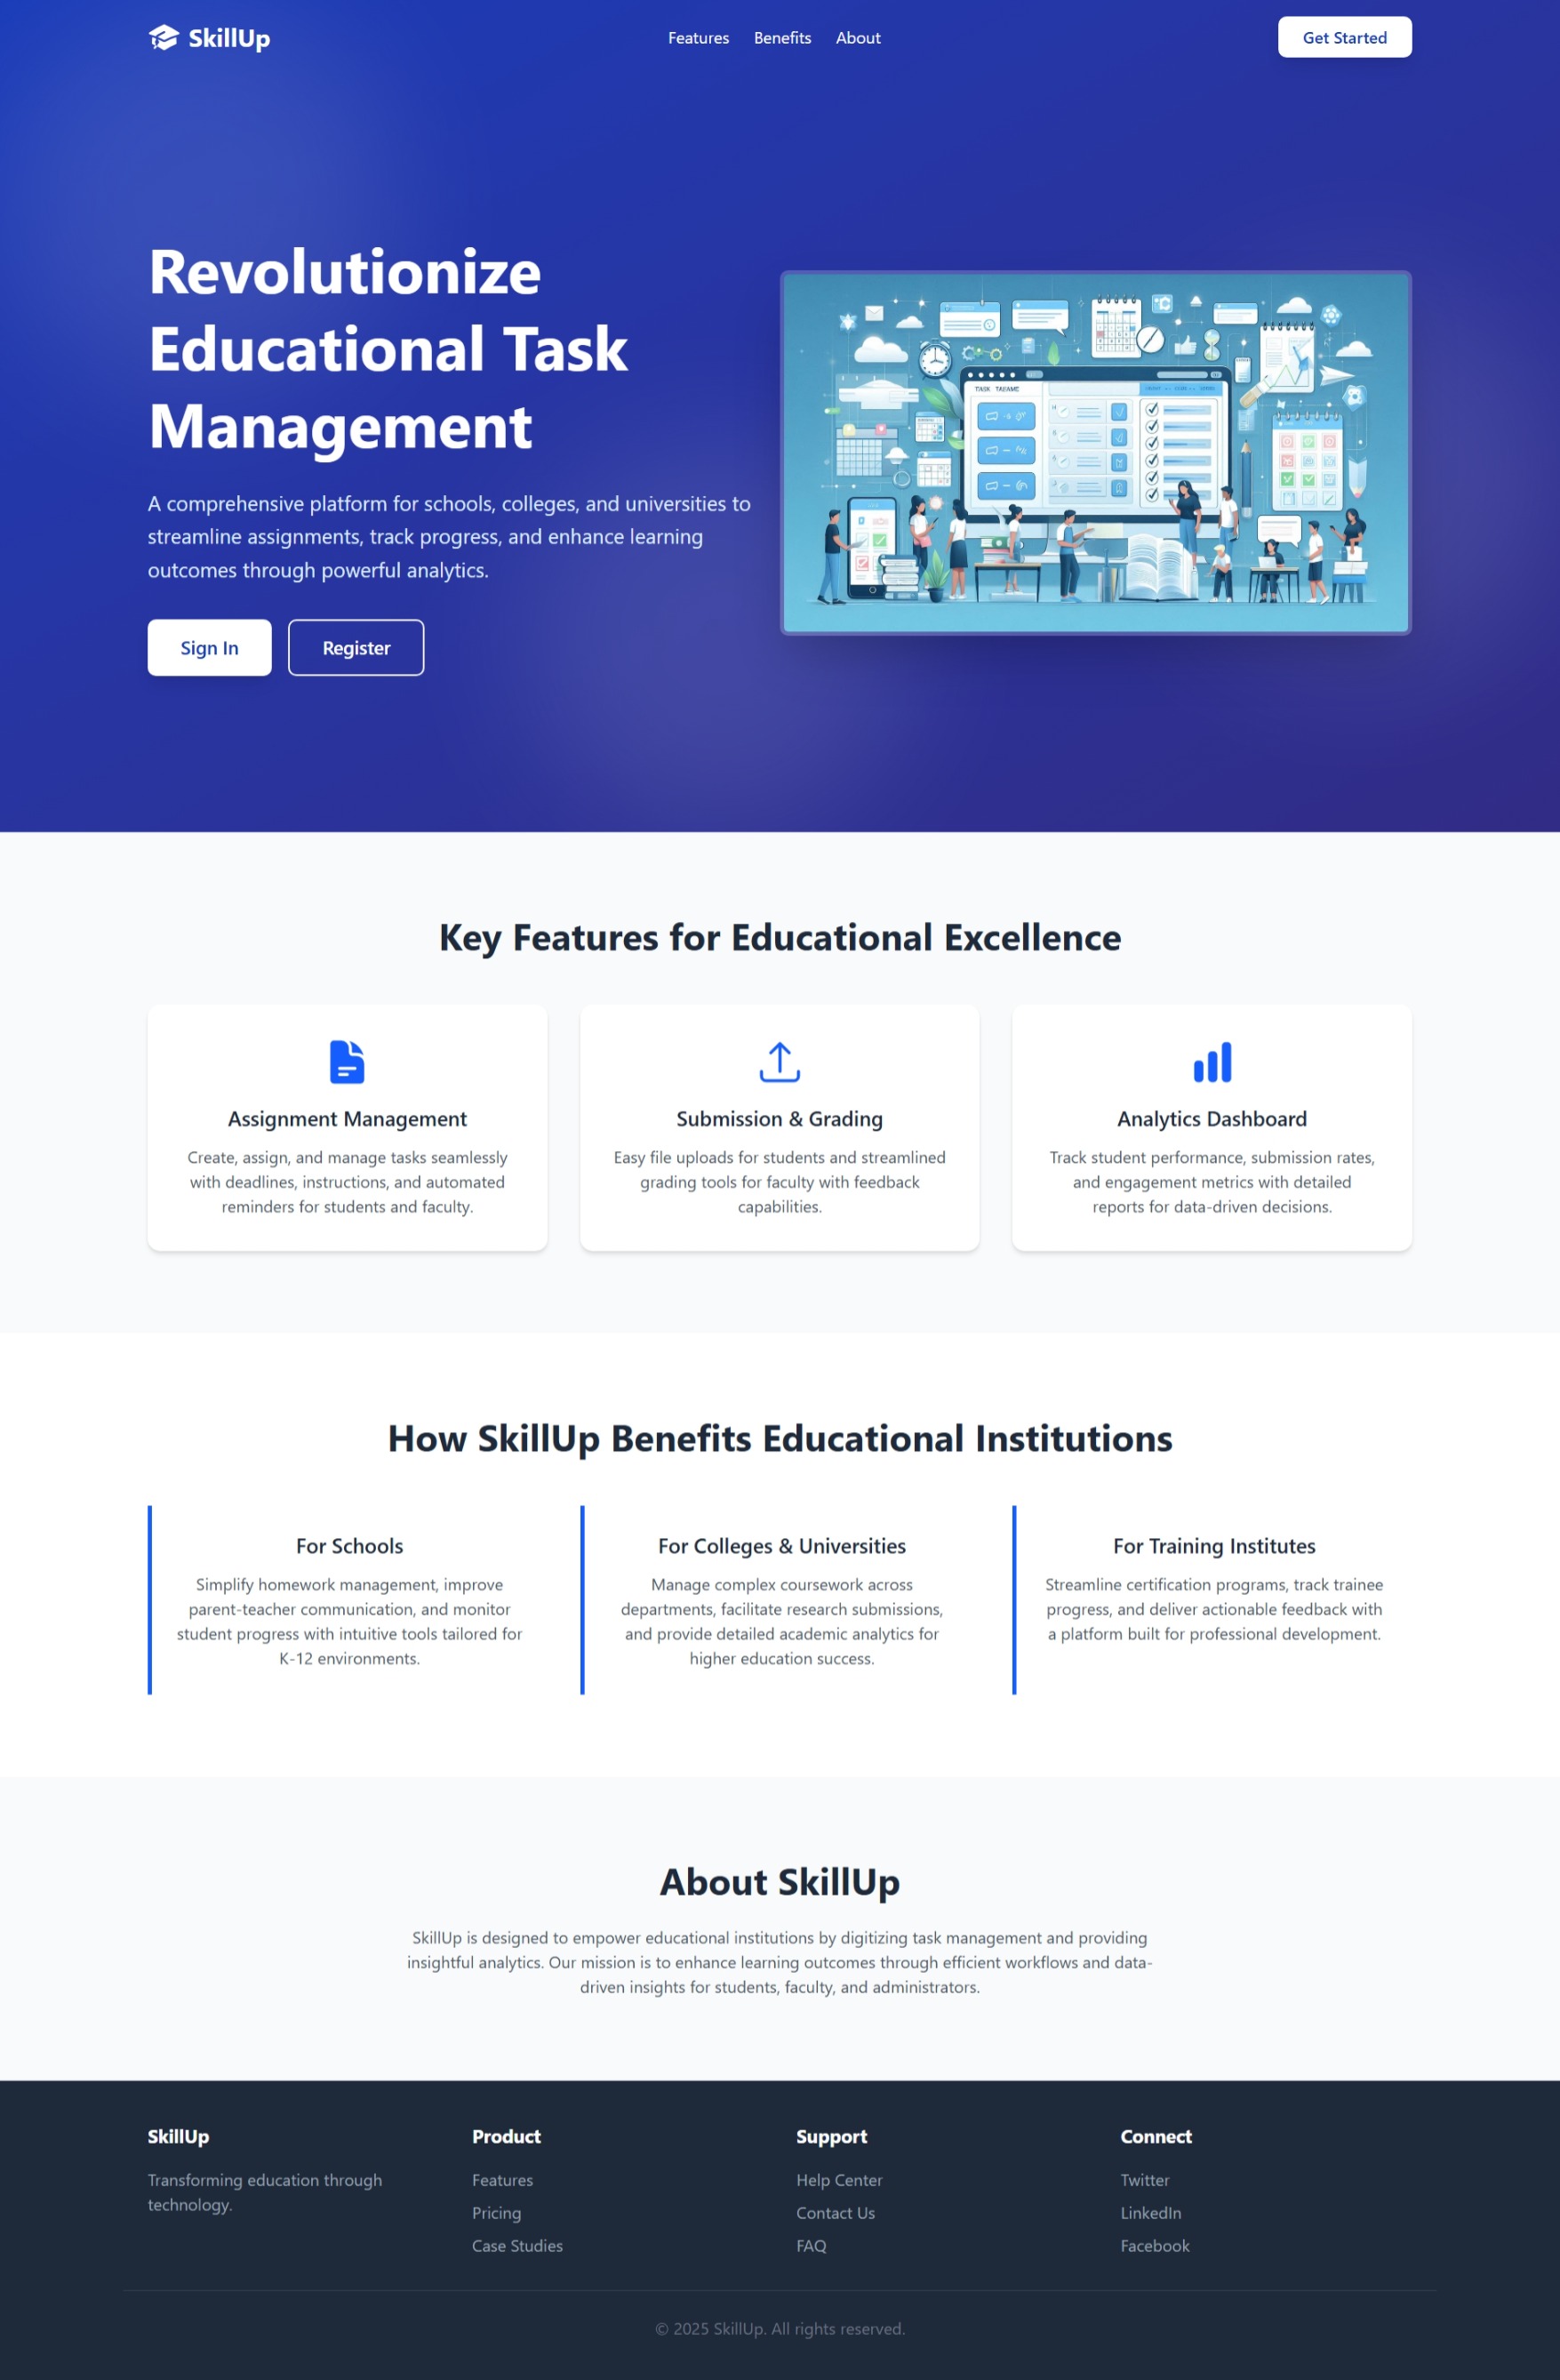 SkillUp
Features
Benefits
About
Get Started
Revolutionize
Educational Task
Management
A comprehensive platform for schools, colleges, and universities to
streamline assignments, track progress, and enhance learning
outcomes through powerful analytics.
Sign In
Register
Key Features for Educational Excellence
Assignment Management
Create, assign, and manage tasks seamlessly
with deadlines, instructions, and automated
reminders for students and faculty.
Submission & Grading
Easy file uploads for students and streamlined
grading tools for faculty with feedback
capabilities.
Analytics Dashboard
Track student performance, submission rates,
and engagement metrics with detailed
reports for data-driven decisions.
How SkillUp Benefits Educational Institutions
For Schools
Simplify homework management, improve
parent-teacher communication, and monitor
student progress with intuitive tools tailored for
K-12 environments.
For Colleges & Universities
Manage complex coursework across
departments, facilitate research submissions,
and provide detailed academic analytics for
higher education success.
For Training Institutes
Streamline certification programs, track trainee
progress, and deliver actionable feedback with
a platform built for professional development.
About SkillUp
SkillUp is designed to empower educational institutions by digitizing task management and providing
insightful analytics. Our mission is to enhance learning outcomes through efficient workflows and data-
driven insights for students, faculty, and administrators.
SkillUp
Transforming education through
technology.
Product
Features
Pricing
Case Studies
Support
Help Center
Contact Us
FAQ
Connect
Twitter
LinkedIn
Facebook
© 2025 SkillUp. All rights reserved.